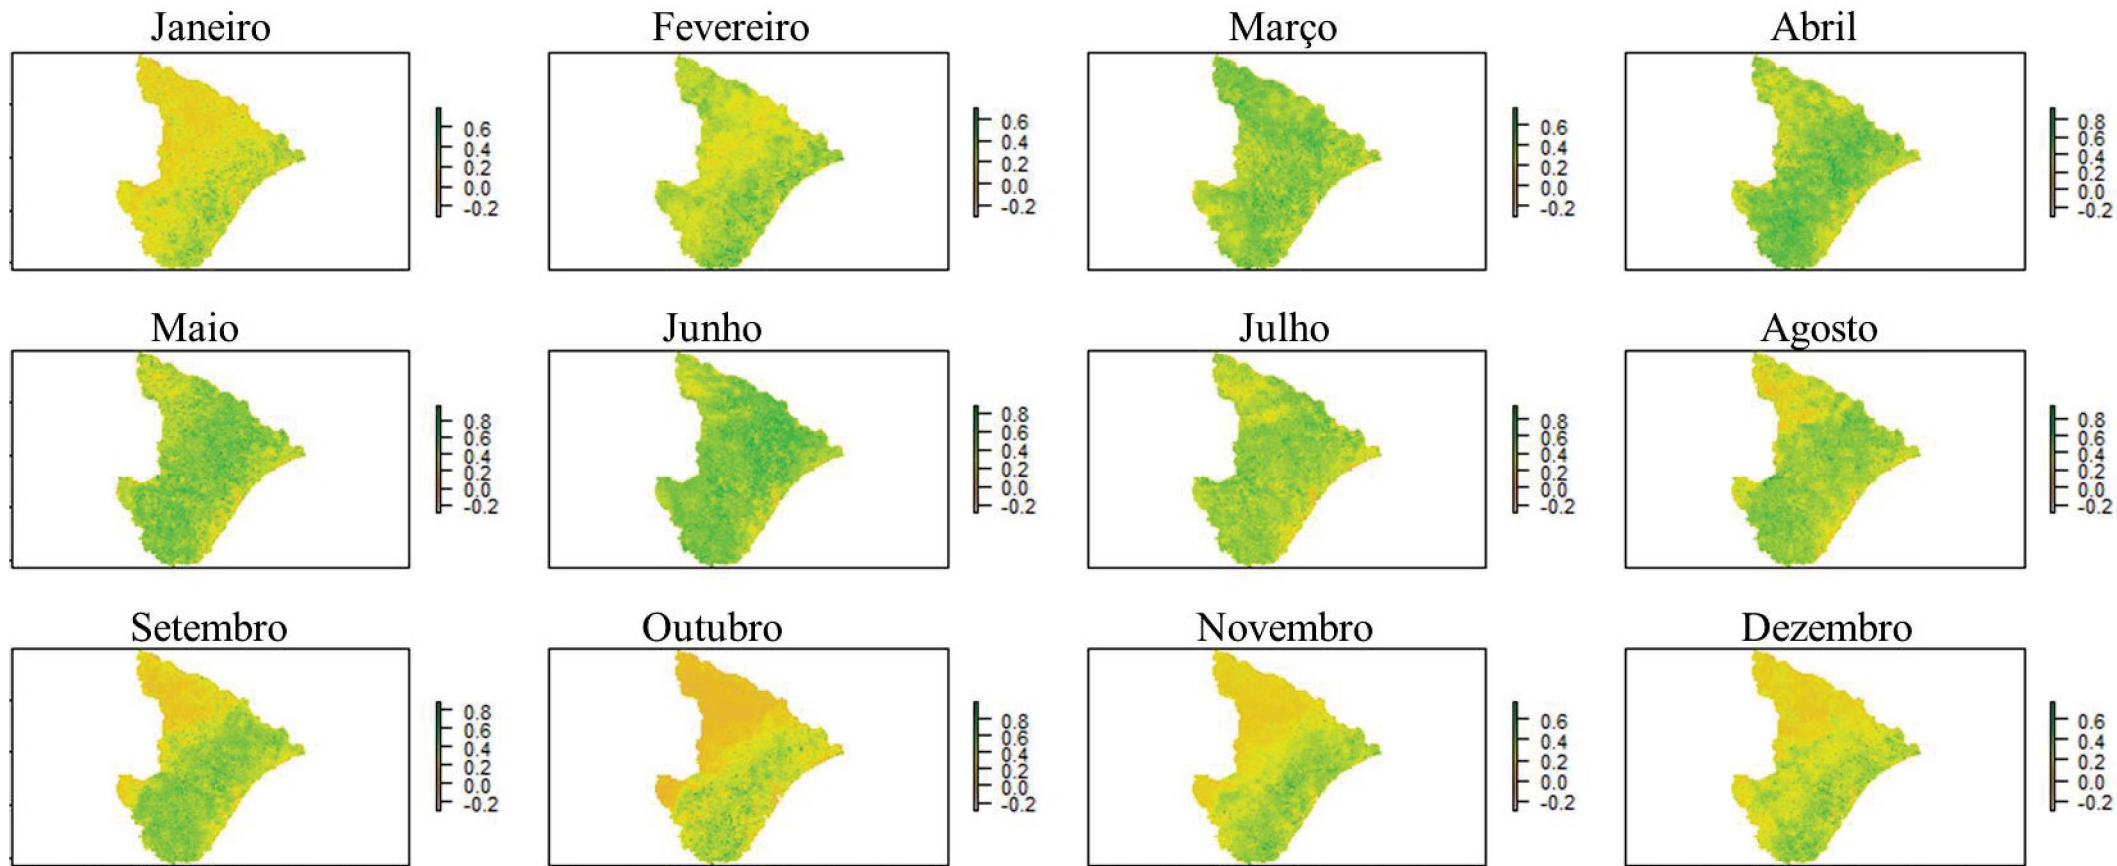 Janeiro Fevereiro Março Abril
0.6 0.6 0.6 0.8
0.4 0.4 0.4 0.6
0.2 0.2 0.2 0.4
0.0 0.0 0.0 0.2
-0.2 -0.2 -0.2 0.0
-0.2
Maio Junho Julho Agosto
0.8 0.8 0.8 0.8
0.6 0.6 0.6 0.6
0.4 0.4 0.4 0.4
0.2 0.2 0.2 0.2
0.0 0.0 0.0 0.0
-0.2 -0.2 -0.2 -0.2
Setembro Outubro Novembro Dezembro
0.8 0.8 0.6 0.6
0.6 0.6 0.4 0.4
0.4 0.4 0.2 0.2
0.2 0.2 0.0 0.0
0.0 0.0 -0.2 -0.2
-0.2 -0.2